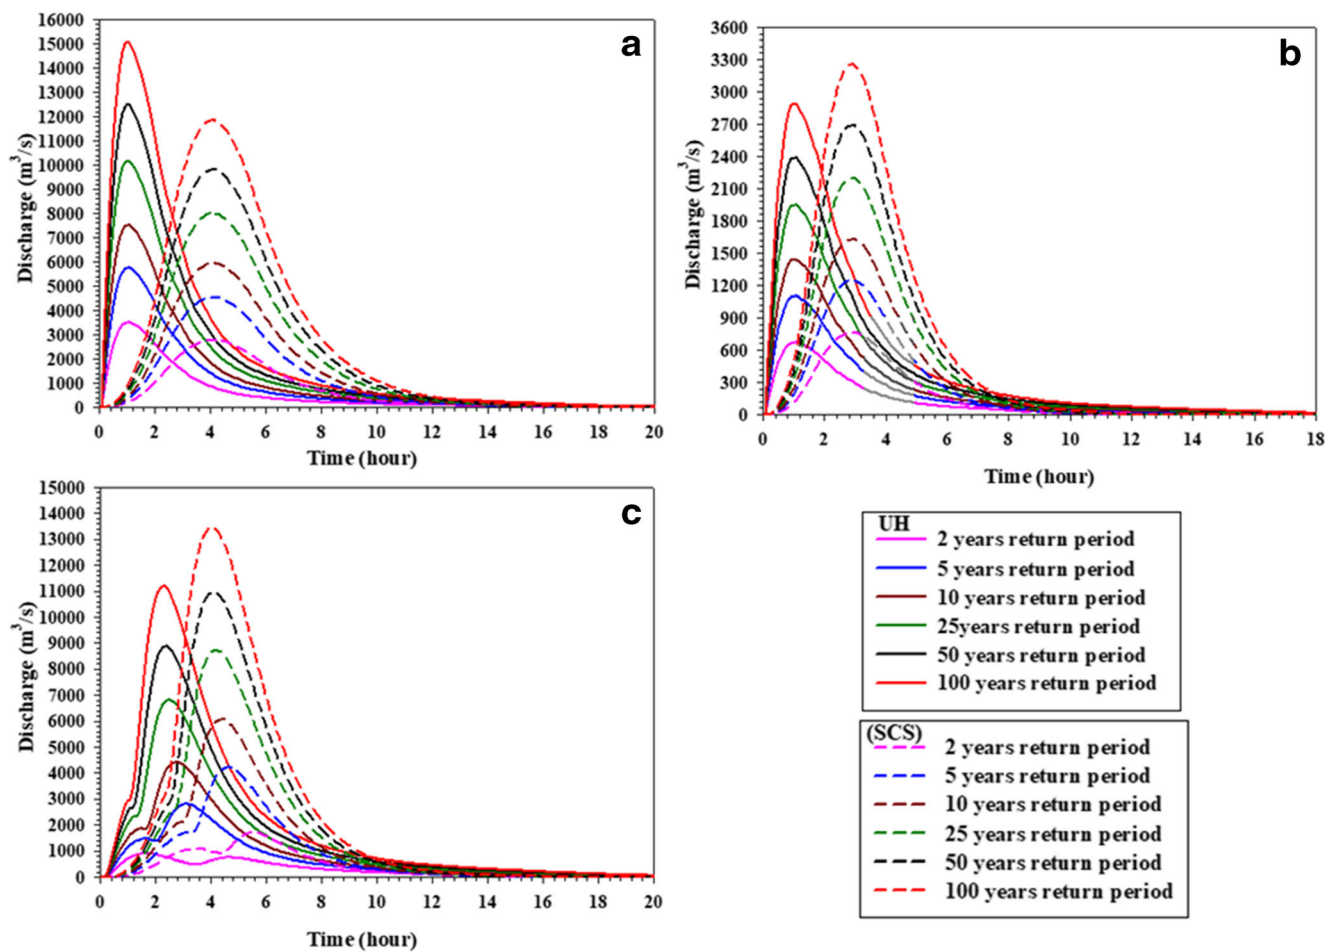 a
Discharge (m³/s)
16000
15000
14000
13000
12000
11000
10000
9000
8000
7000
6000
5000
4000
3000
2000
1000
0
0 2 4 6 8 10 12 14 16 18 20
Time (hour)
b
Discharge (m³/s)
3600
3300
3000
2700
2400
2100
1800
1500
1200
900
600
300
0
0 2 4 6 8 10 12 14 16 18
Time (hour)
c
Discharge (m³/s)
15000
14000
13000
12000
11000
10000
9000
8000
7000
6000
5000
4000
3000
2000
1000
0
0 2 4 6 8 10 12 14 16 18 20
Time (hour)
UH
2 years return period
5 years return period
10 years return period
25years return period
50 years return period
100 years return period
(SCS)
2 years return period
5 years return period
10 years return period
25 years return period
50 years return period
100 years return period